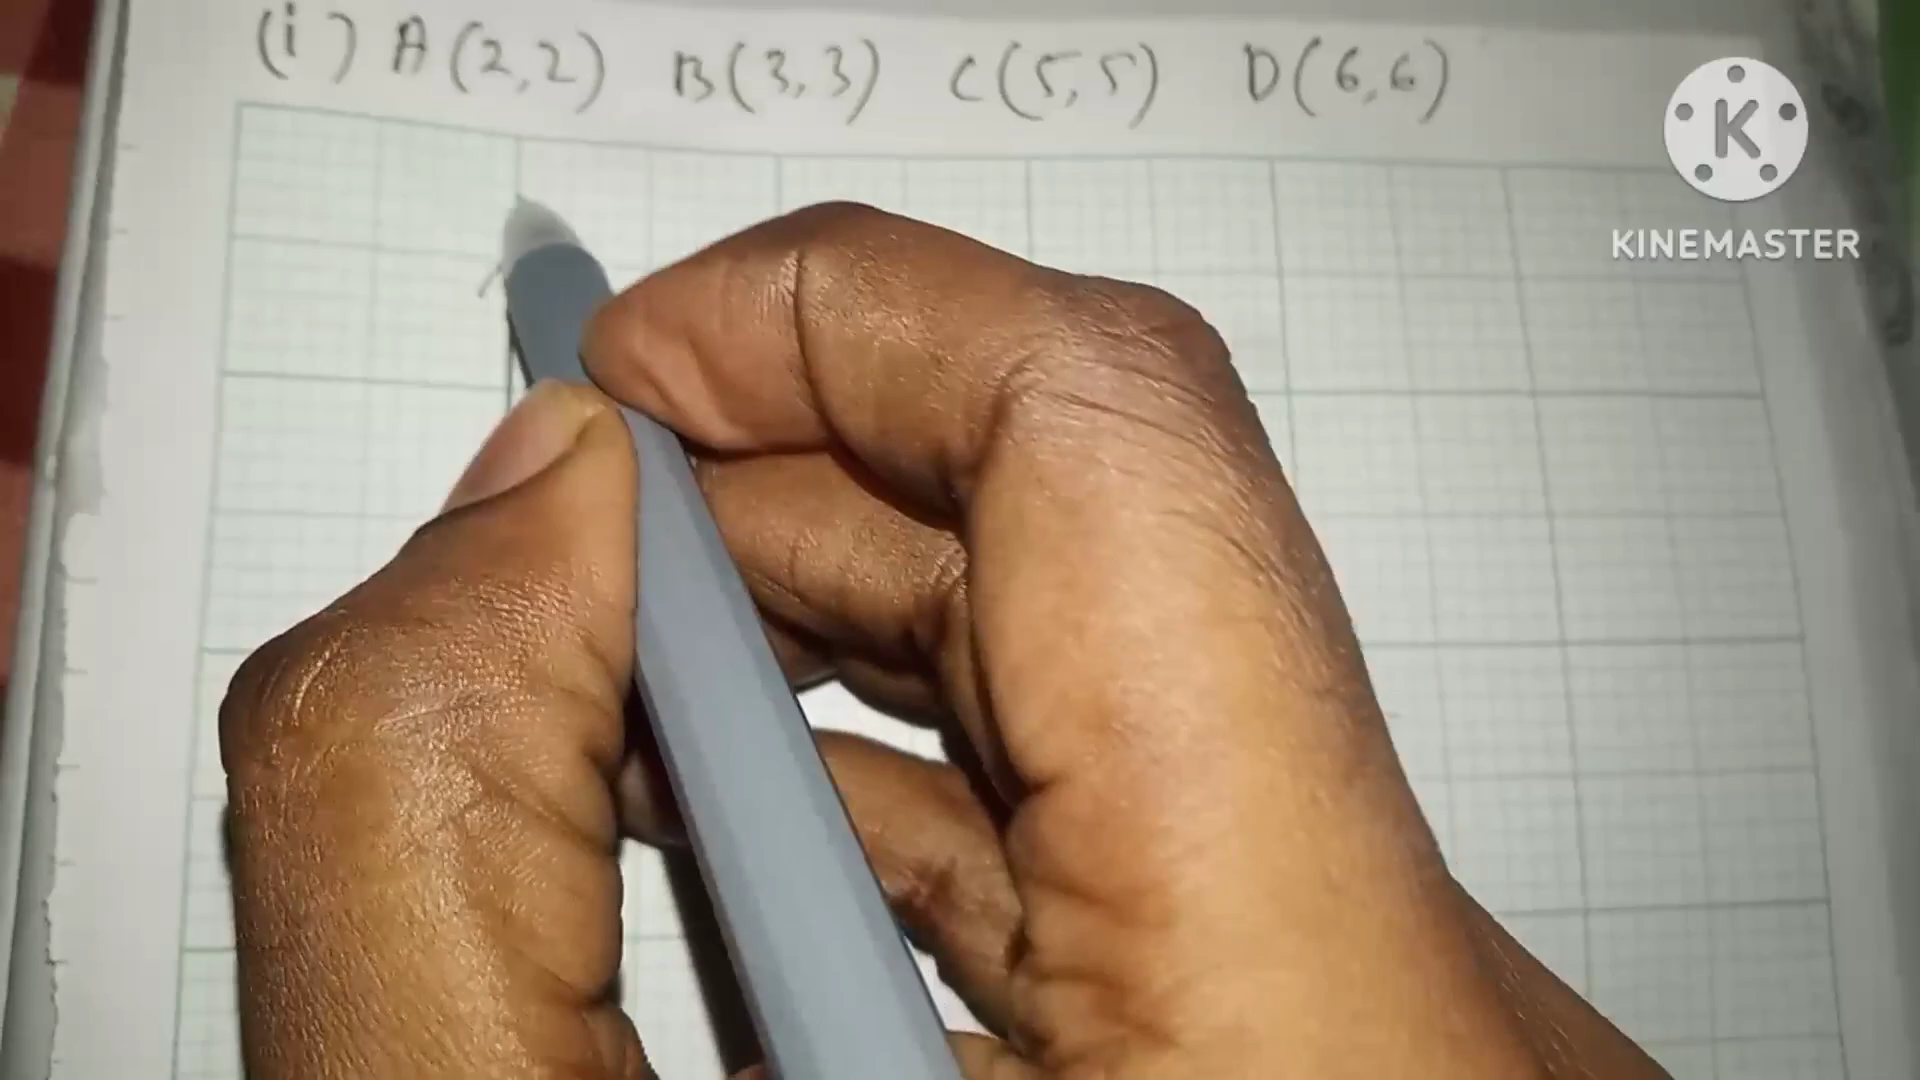 (i) A(2,2) B(3,3) C(5,5) D(6,6)
K
KINEMASTER